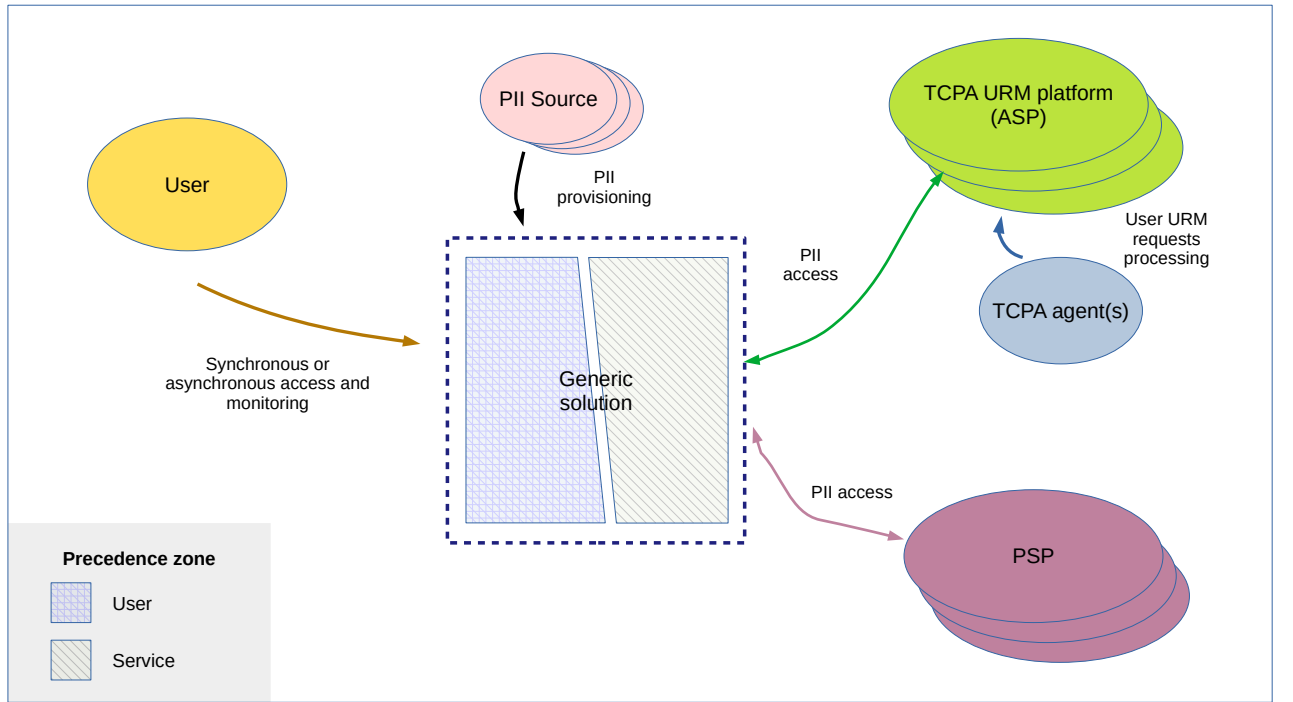 PII Source
TCPA URM platform
(ASP)
User
PII
provisioning
User URM
requests
processing
PII
access
TCPA agent(s)
Synchronous or
asynchronous access and
monitoring
Generic
solution
PII access
PSP
Precedence zone
User
Service